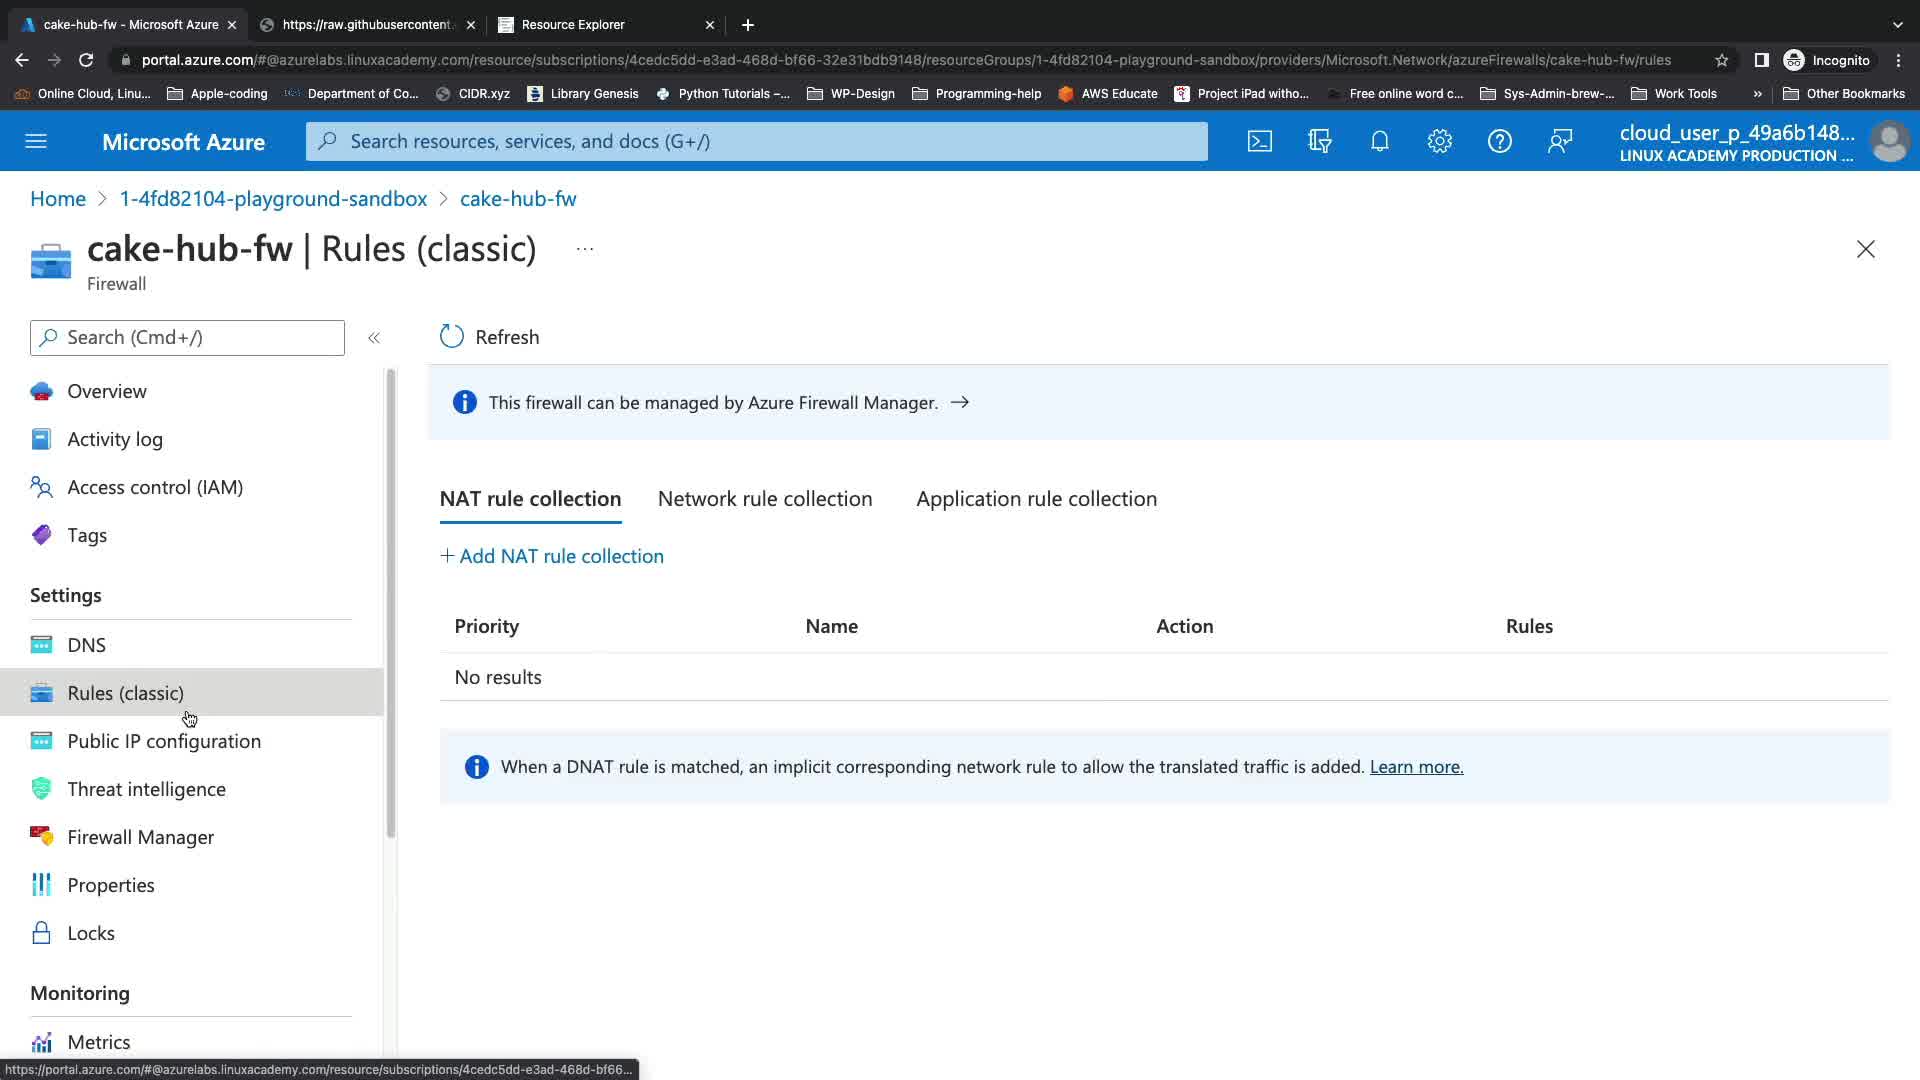 cake-hub-fw - Microsoft Azure
https://raw.githubusercontent.
Resource Explorer
portal.azure.com/#@azurelabs.linuxacademy.com/resource/subscriptions/4cedc5dd-e3ad-468d-bf66-32e31bdb9148/resourceGroups/1-4fd82104-playground-sandbox/providers/Microsoft.Network/azureFirewalls/cake-hub-fw/rules
Incognito
Online Cloud, Linu...
Apple-coding
Department of Co...
CIDR.xyz
Library Genesis
Python Tutorials –...
WP-Design
Programming-help
AWS Educate
Project iPad witho...
Free online word c...
Sys-Admin-brew-...
Work Tools
»
Other Bookmarks
Microsoft Azure
Search resources, services, and docs (G+/)
cloud_user_p_49a6b148...
LINUX ACADEMY PRODUCTION ...
Home > 1-4fd82104-playground-sandbox > cake-hub-fw
cake-hub-fw | Rules (classic) ...
Firewall
Search (Cmd+/)
«
Refresh
Overview
Activity log
Access control (IAM)
Tags
Settings
DNS
Rules (classic)
Public IP configuration
Threat intelligence
Firewall Manager
Properties
Locks
Monitoring
Metrics
This firewall can be managed by Azure Firewall Manager. →
NAT rule collection
Network rule collection
Application rule collection
+ Add NAT rule collection
Priority
Name
Action
Rules
No results
When a DNAT rule is matched, an implicit corresponding network rule to allow the translated traffic is added. Learn more.
https://portal.azure.com/#@azurelabs.linuxacademy.com/resource/subscriptions/4cedc5dd-e3ad-468d-bf66...